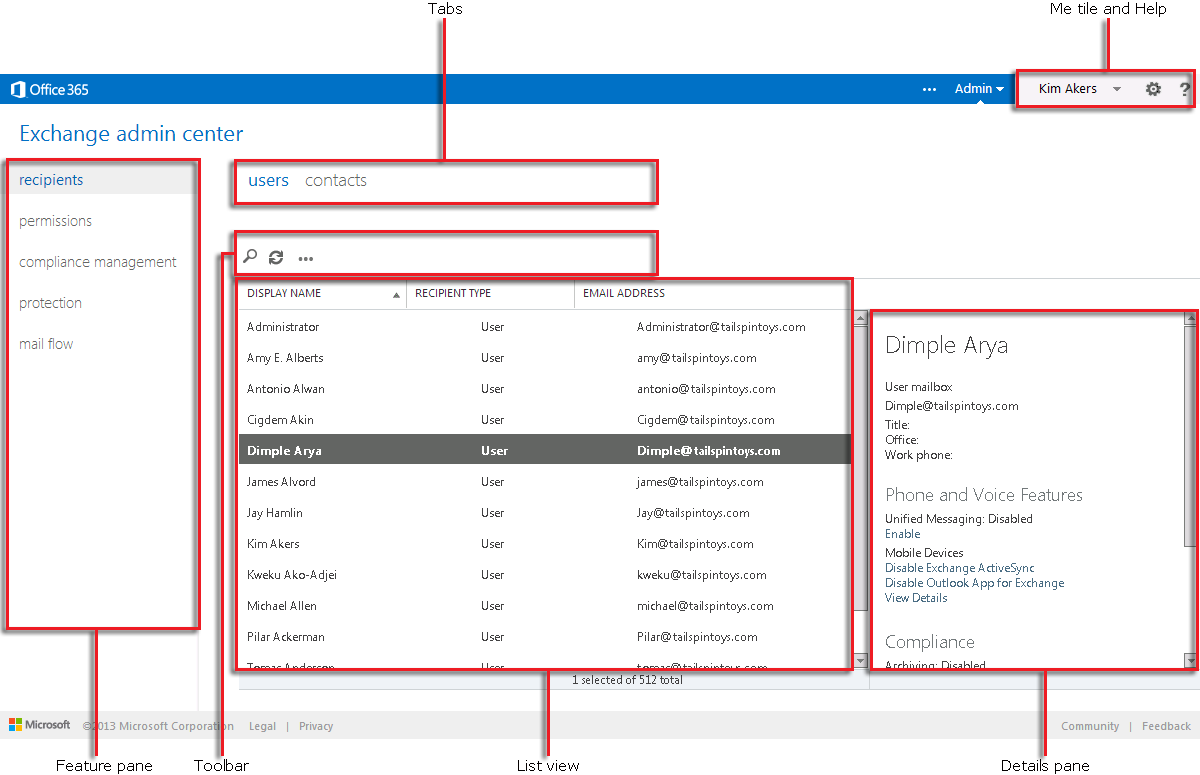 Tabs
Me tile and Help
Office 365
Admin
Kim Akers
?
Exchange admin center
recipients
permissions
compliance management
protection
mail flow
users contacts
DISPLAY NAME RECIPIENT TYPE EMAIL ADDRESS
Administrator User Administrator@tailspintoys.com
Amy E. Alberts User amy@tailspintoys.com
Antonio Alwan User antonio@tailspintoys.com
Cigdem Akin User Cigdem@tailspintoys.com
Dimple Arya User Dimple@tailspintoys.com
James Alvord User james@tailspintoys.com
Jay Hamlin User Jay@tailspintoys.com
Kim Akers User Kim@tailspintoys.com
Kweku Ako-Adjei User kweku@tailspintoys.com
Michael Allen User michael@tailspintoys.com
Pilar Ackerman User Pilar@tailspintoys.com
Tomas Anderson User tomas@tailspintoys.com
1 selected of 512 total
Dimple Arya
User mailbox
Dimple@tailspintoys.com
Title:
Office:
Work phone:
Phone and Voice Features
Unified Messaging: Disabled
Enable
Mobile Devices
Disable Exchange ActiveSync
Disable Outlook App for Exchange
View Details
Compliance
Archiving: Disabled
Microsoft ©2013 Microsoft Corporation Legal | Privacy Community | Feedback
Feature pane
Toolbar
List view
Details pane